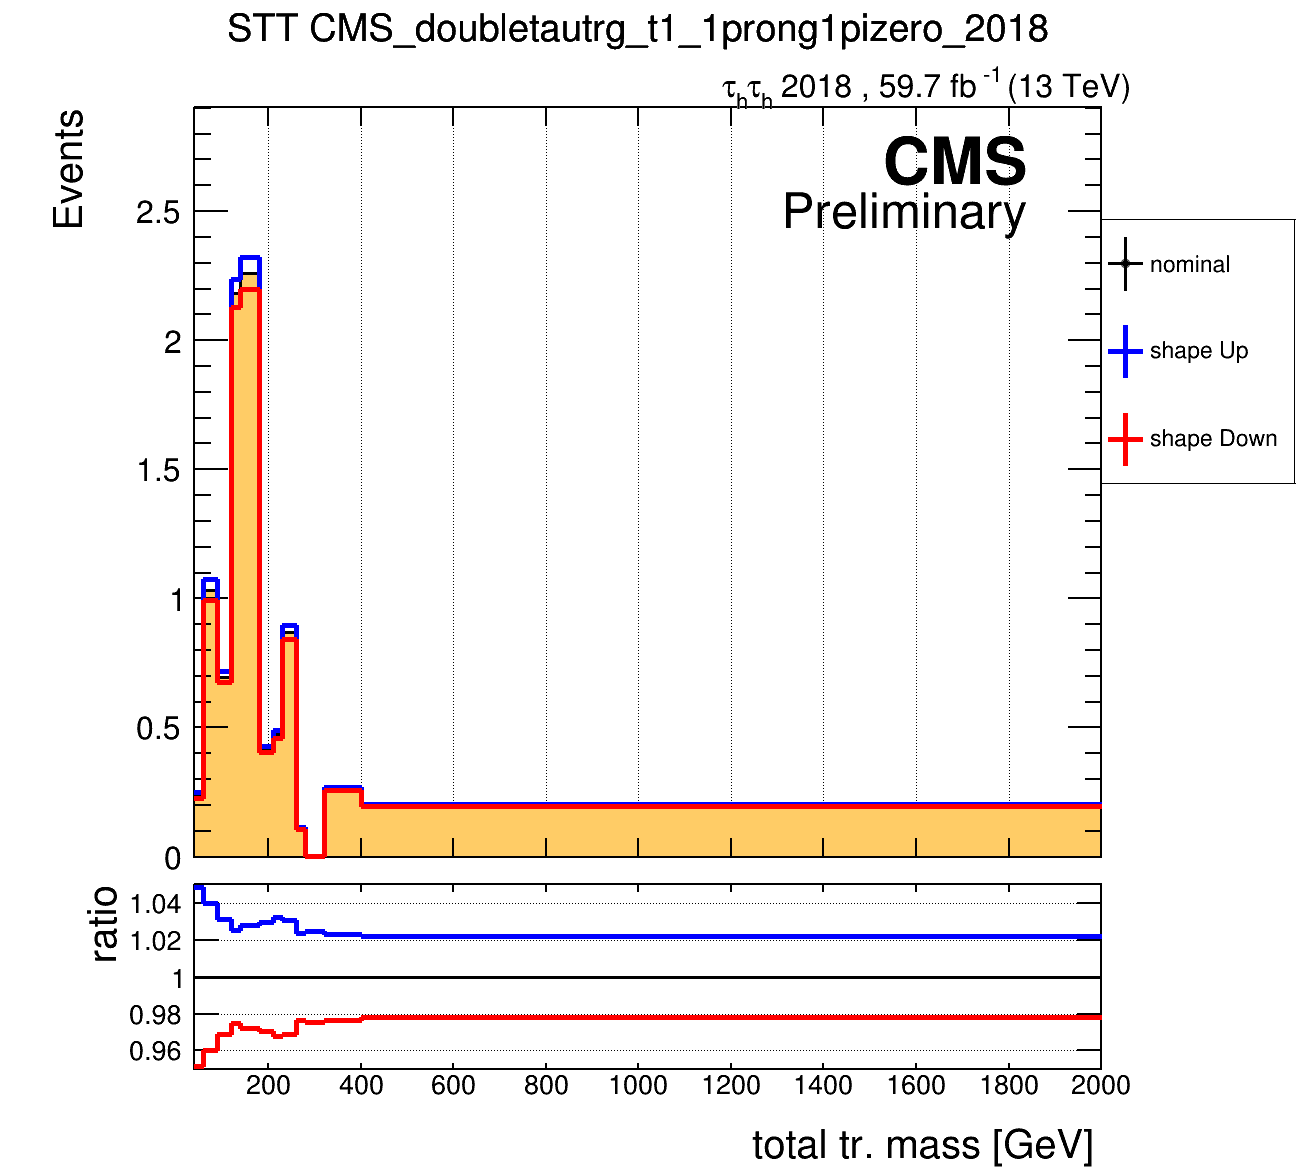 STT CMS_doubletautrg_t1_1prong1pizero_2018
τhτh 2018 , 59.7 fb -1 (13 TeV)
Events
CMS
Preliminary
2.5
2
1.5
1
0.5
0
nominal
shape Up
shape Down
ratio
1.04
1.02
1
0.98
0.96
200 400 600 800 1000 1200 1400 1600 1800 2000
total tr. mass [GeV]